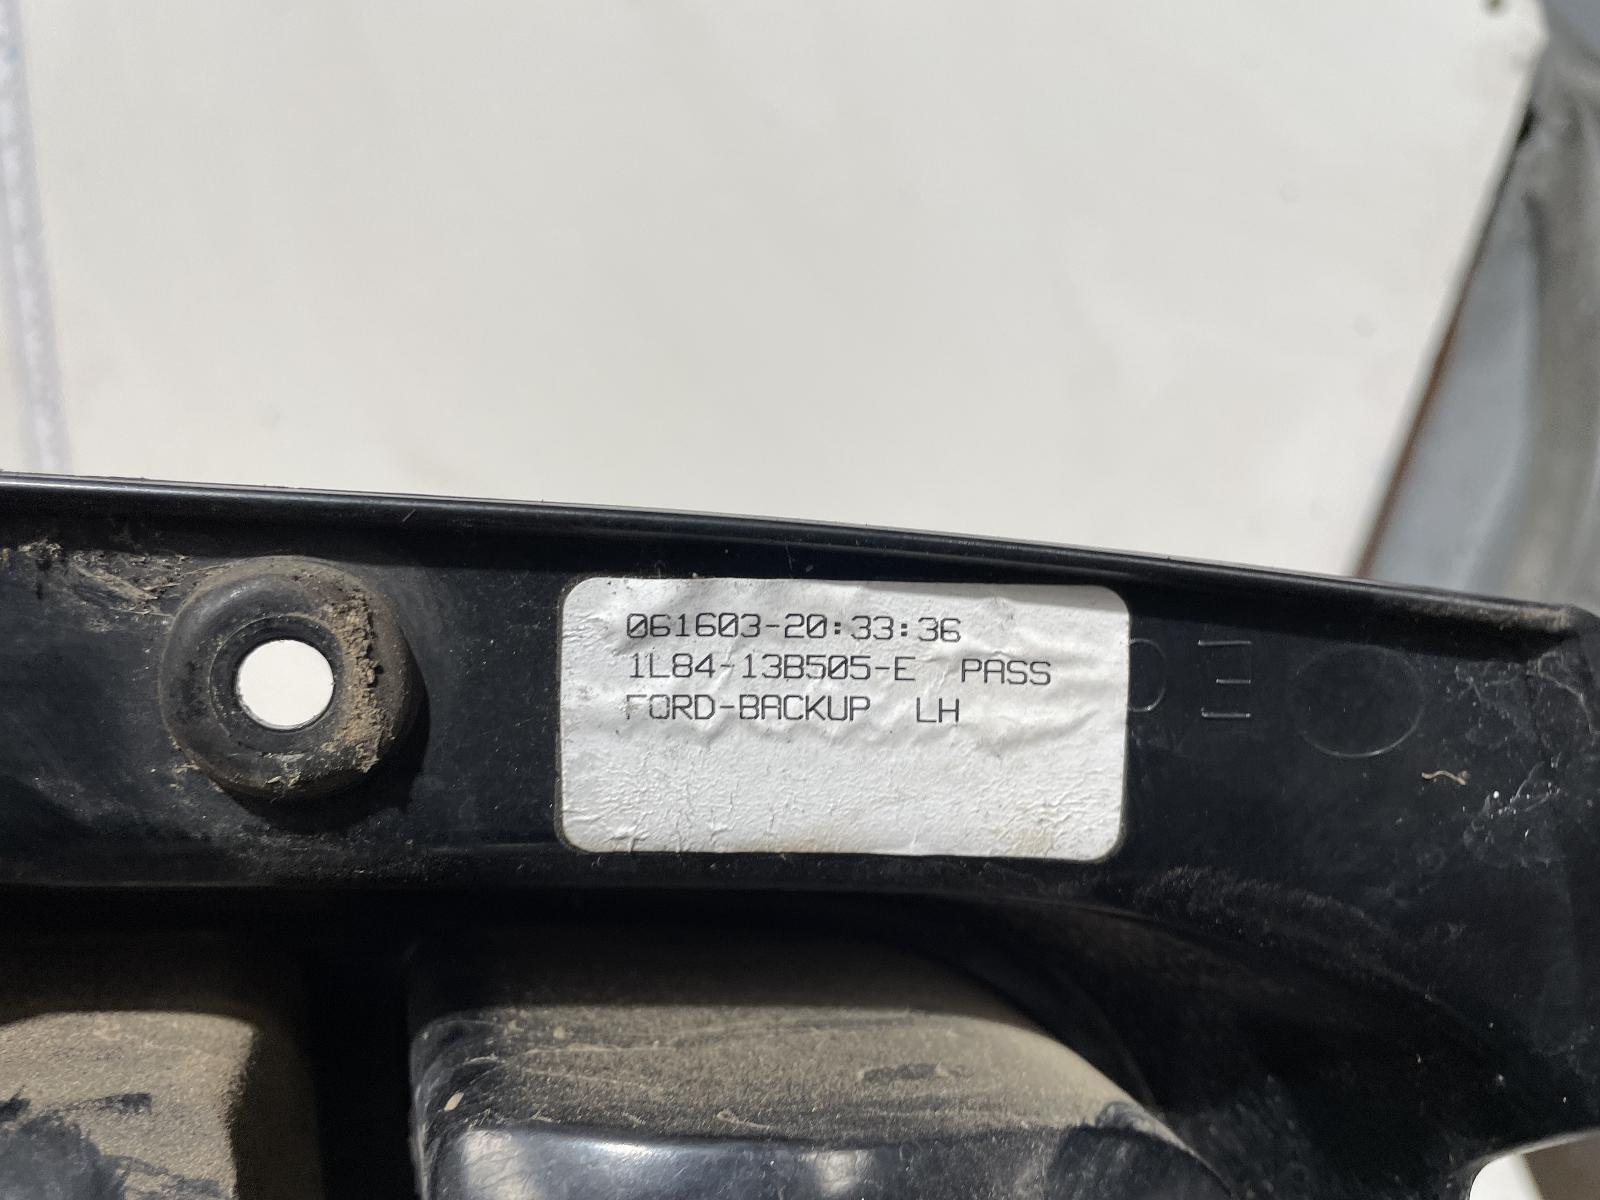 061603-20:33:36
1L84-13B505-E PASS
FORD-BACKUP LH